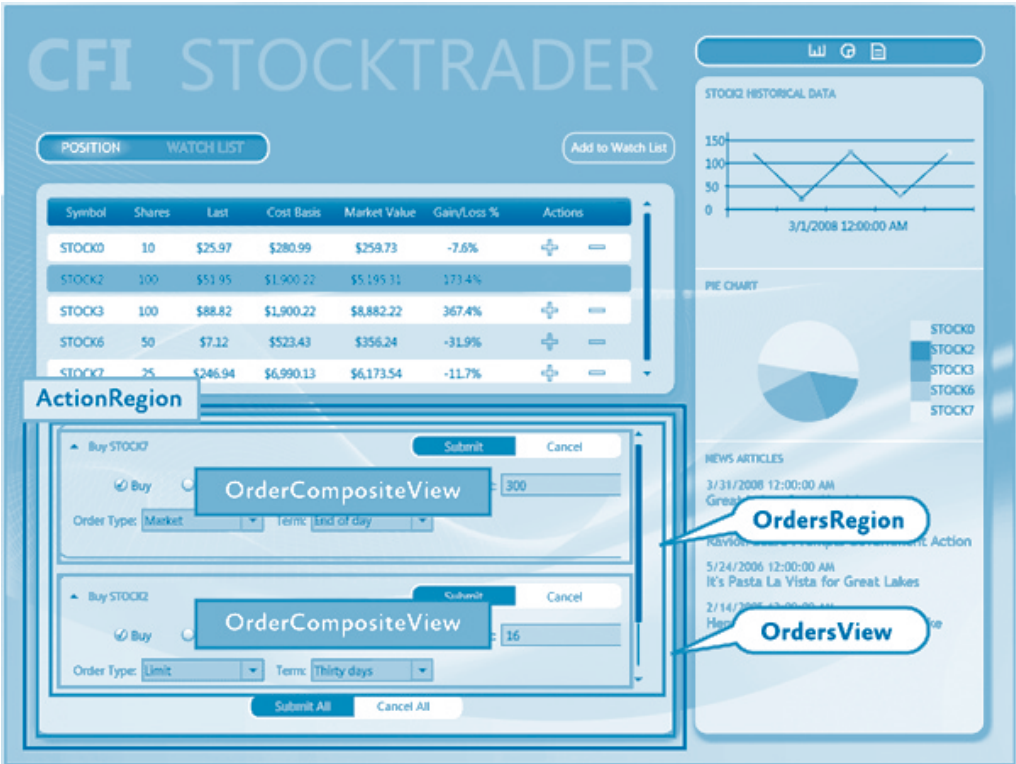 CFI STOCKTRADER
POSITION WATCH LIST
Add to Watch List
Symbol Shares Last Cost Basis Market Value Gain/Loss % Actions
STOCK0 10 $25.97 $280.99 $259.73 -7.6%
STOCK2 100 $51.95 $1,900.22 $5,195.31 173.4%
STOCK3 100 $88.82 $1,900.22 $8,882.22 367.4%
STOCK6 50 $7.12 $523.43 $356.24 -31.9%
STOCK7 25 $246.94 $6,990.13 $6,173.54 -11.7%
ActionRegion
Buy STOCK7 Submit Cancel
Buy OrderCompositeView 300
Order Type: Market Term: End of day
Buy STOCK2 Submit Cancel
Buy OrderCompositeView 16
Order Type: Limit Term: Thirty days
Submit All Cancel All
STOCK2 HISTORICAL DATA
150
100
50
0
3/1/2008 12:00:00 AM
PIE CHART
STOCK0
STOCK2
STOCK3
STOCK6
STOCK7
NEWS ARTICLES
3/31/2008 12:00:00 AM
OrdersRegion
Action
5/24/2006 12:00:00 AM
It's Pasta La Vista for Great Lakes
OrdersView